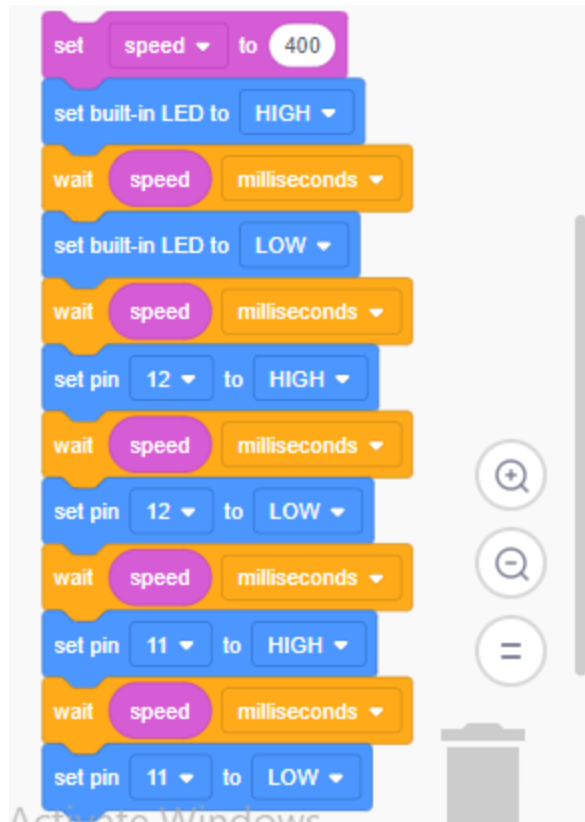 set speed to 400
set built-in LED to HIGH
wait speed milliseconds
set built-in LED to LOW
wait speed milliseconds
set pin 12 to HIGH
wait speed milliseconds
set pin 12 to LOW
wait speed milliseconds
set pin 11 to HIGH
wait speed milliseconds
set pin 11 to LOW
Activate Windows